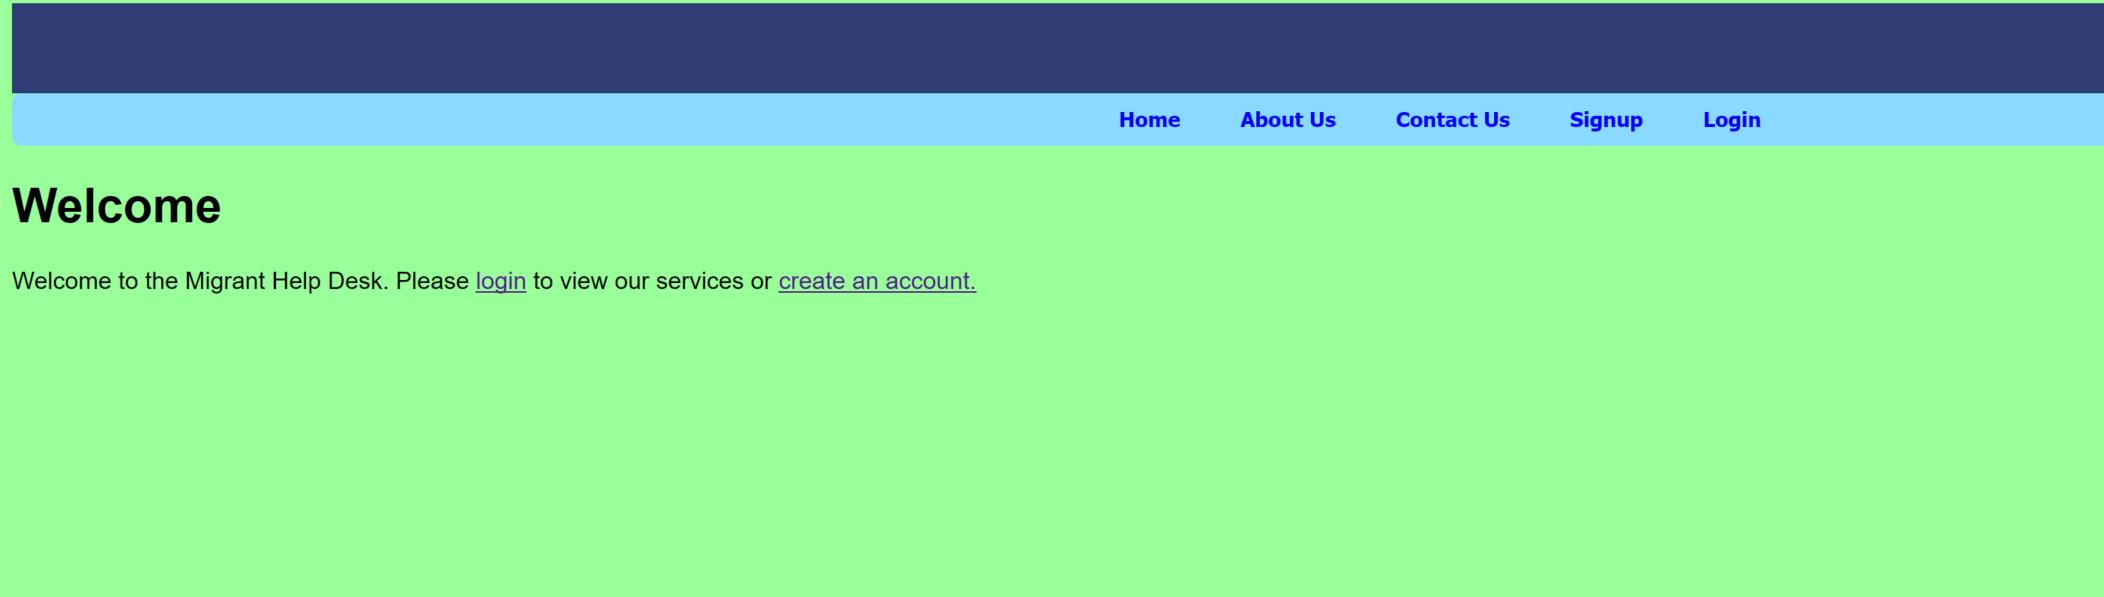 Home About Us Contact Us Signup Login
Welcome
Welcome to the Migrant Help Desk. Please login to view our services or create an account.